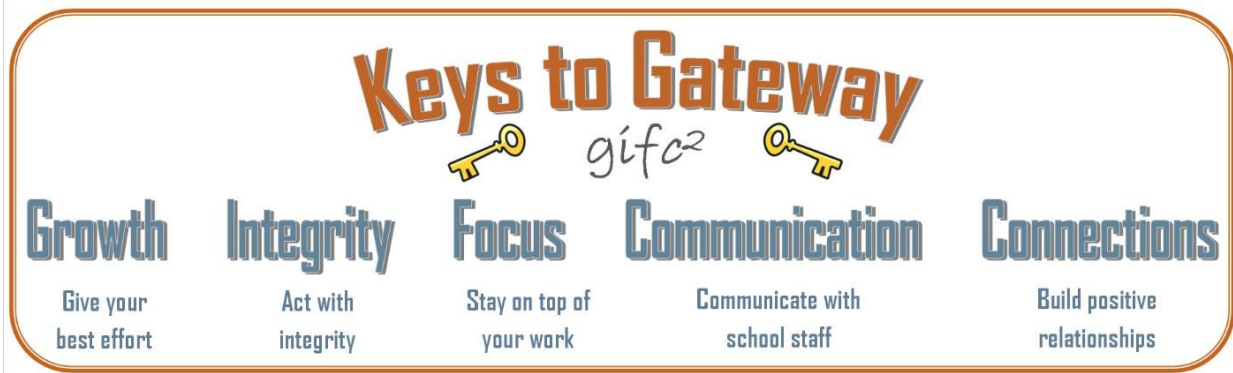 Keys to Gateway
gifc²
Growth Integrity Focus Communication Connections
Give your Act with Stay on top of Communicate with Build positive
best effort integrity your work school staff relationships